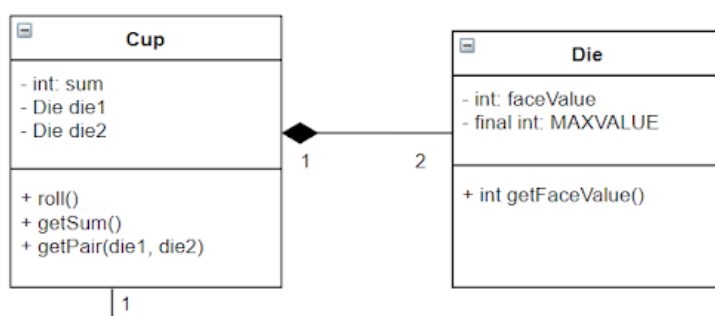 Cup
- int: sum
- Die die1
- Die die2
+ roll()
+ getSum()
+ getPair(die1, die2)
1
1
2
Die
- int: faceValue
- final int: MAXVALUE
+ int getFaceValue()